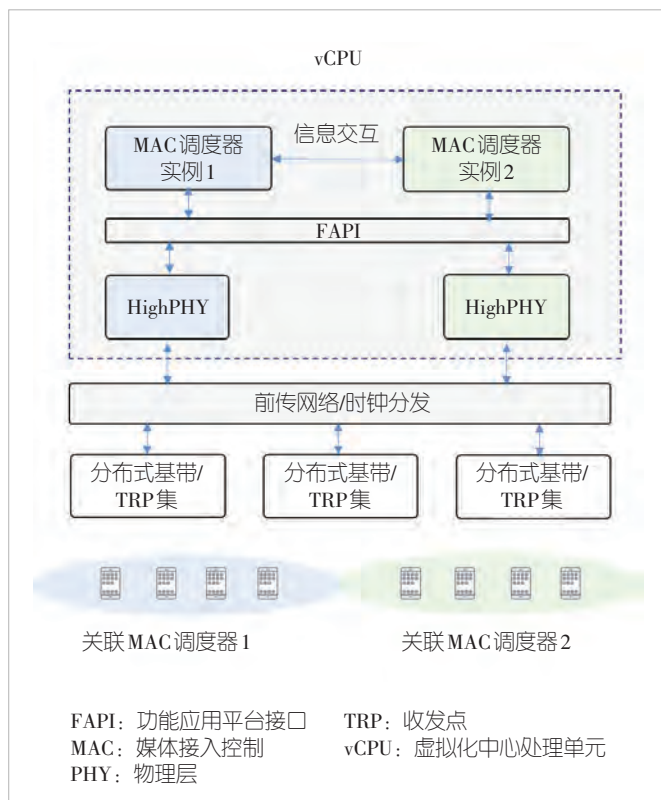 vCPU
信息交互
MAC调度器
实例1
MAC调度器
实例2
FAPI
HighPHY
HighPHY
前传网络/时钟分发
分布式基带/
TRP集
分布式基带/
TRP集
分布式基带/
TRP集
关联MAC调度器1
关联MAC调度器2
FAPI：功能应用平台接口
MAC：媒体接入控制
PHY：物理层
TRP：收发点
vCPU：虚拟化中心处理单元